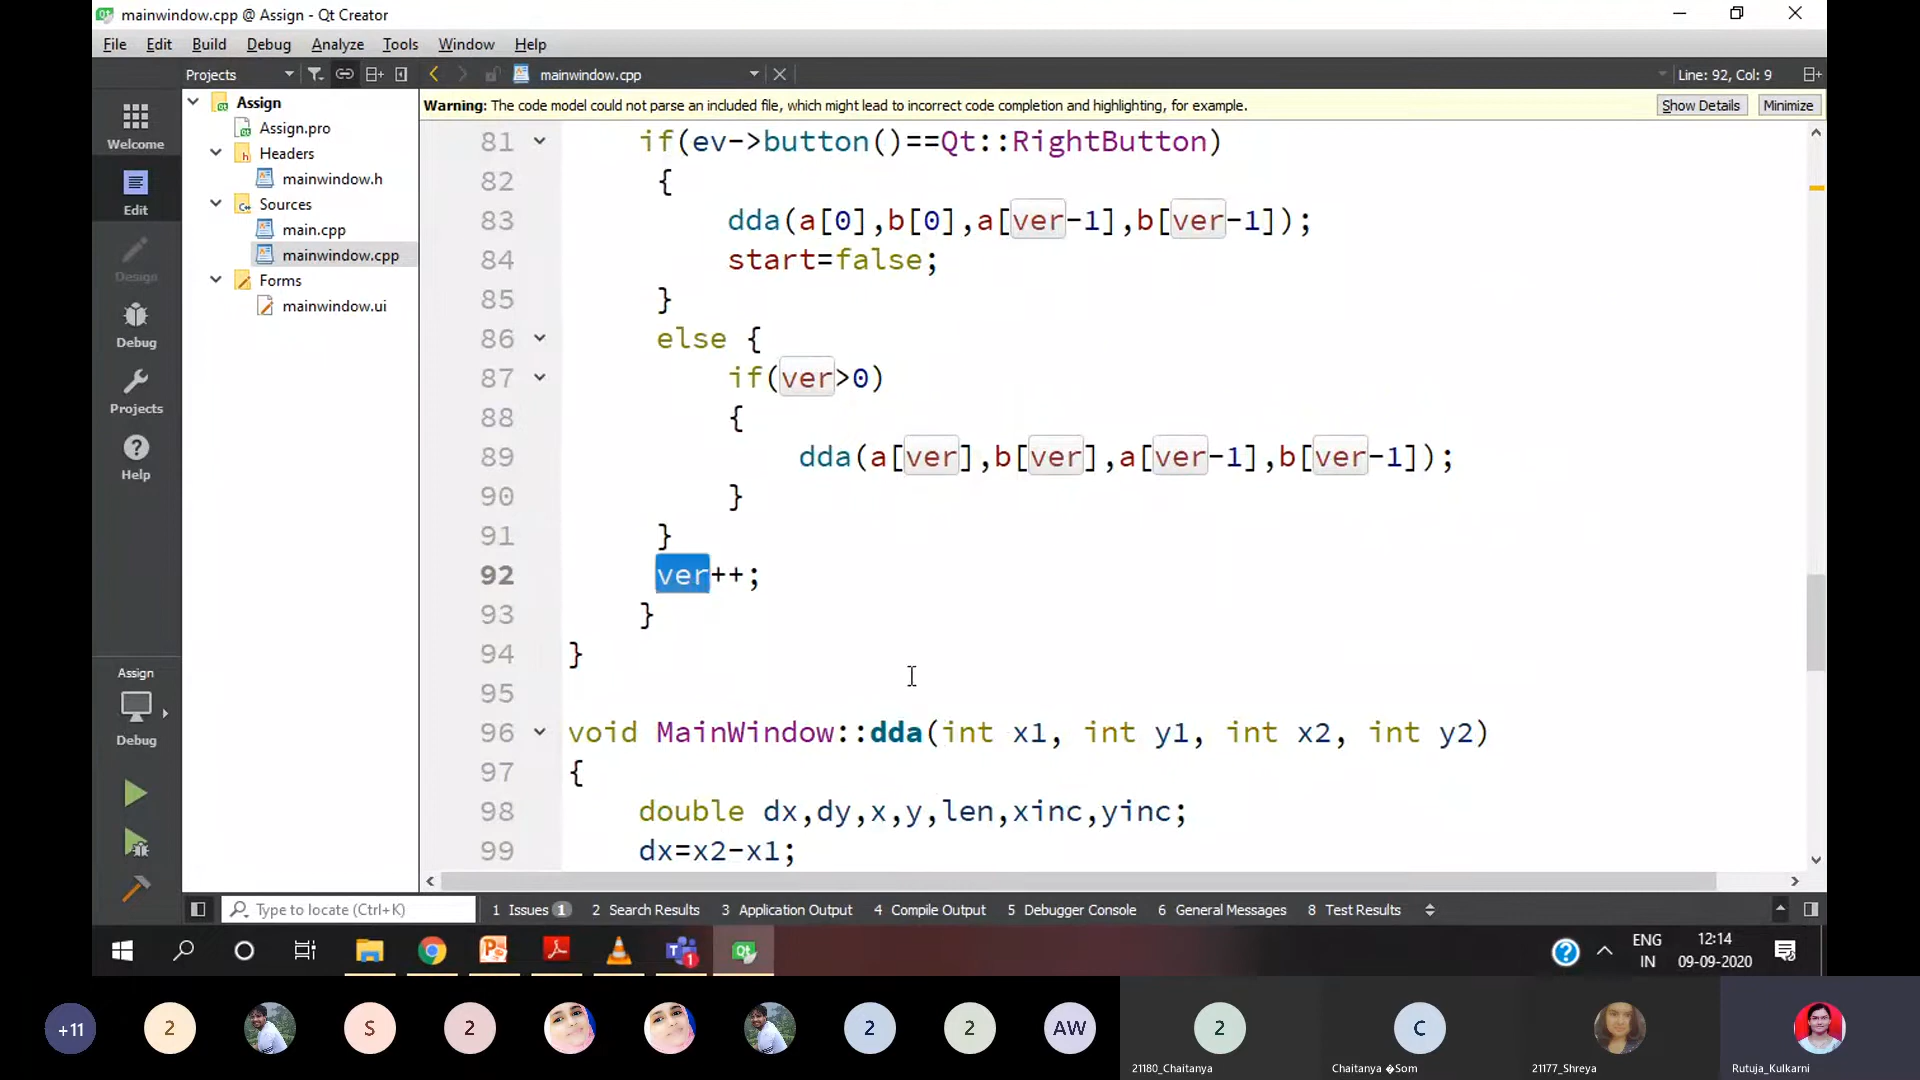 mainwindow.cpp @ Assign - Qt Creator
File Edit Build Debug Analyze Tools Window Help
Projects mainwindow.cpp Line: 92, Col: 9
Warning: The code model could not parse an included file, which might lead to incorrect code completion and highlighting, for example. Show Details Minimize
Welcome
Edit
Design
Debug
Projects
Help
Assign
Debug
Assign
Assign.pro
Headers
mainwindow.h
Sources
main.cpp
mainwindow.cpp
Forms
mainwindow.ui
81 if(ev->button()==Qt::RightButton)
82 {
83 dda(a[0],b[0],a[ver-1],b[ver-1]);
84 start=false;
85 }
86 else {
87 if(ver>0)
88 {
89 dda(a[ver],b[ver],a[ver-1],b[ver-1]);
90 }
91 }
92 ver++;
93 }
94 }
95
96 void MainWindow::dda(int x1, int y1, int x2, int y2)
97 {
98 double dx,dy,x,y,len,xinc,yinc;
99 dx=x2-x1;
Type to locate (Ctrl+K) 1 Issues 1 2 Search Results 3 Application Output 4 Compile Output 5 Debugger Console 6 General Messages 8 Test Results
1
ENG
IN
12:14
09-09-2020
+11 2 S 2 2 2 AW 2 C
21180_Chaitanya Chaitanya �Som 21177_Shreya Rutuja_Kulkarni